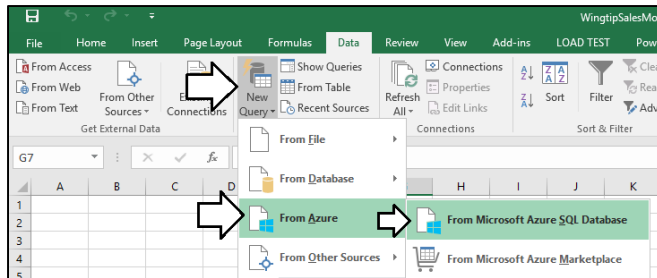 WingtipSalesMo
File Home Insert Page Layout Formulas Data Review View Add-ins LOAD TEST Pow
From Access
From Web
From Text
From Other
Sources
Get External Data
Connections
New
Query
Show Queries
From Table
Recent Sources
Refresh
All
Connections
Properties
Edit Links
Connections
Sort
Filter
Clea
Rea
Adv
Sort & Filter
G7
fx
A B C D H I J K
1
2
3
4
5
From File
From Database
From Azure
From Other Sources
From Microsoft Azure SQL Database
From Microsoft Azure Marketplace